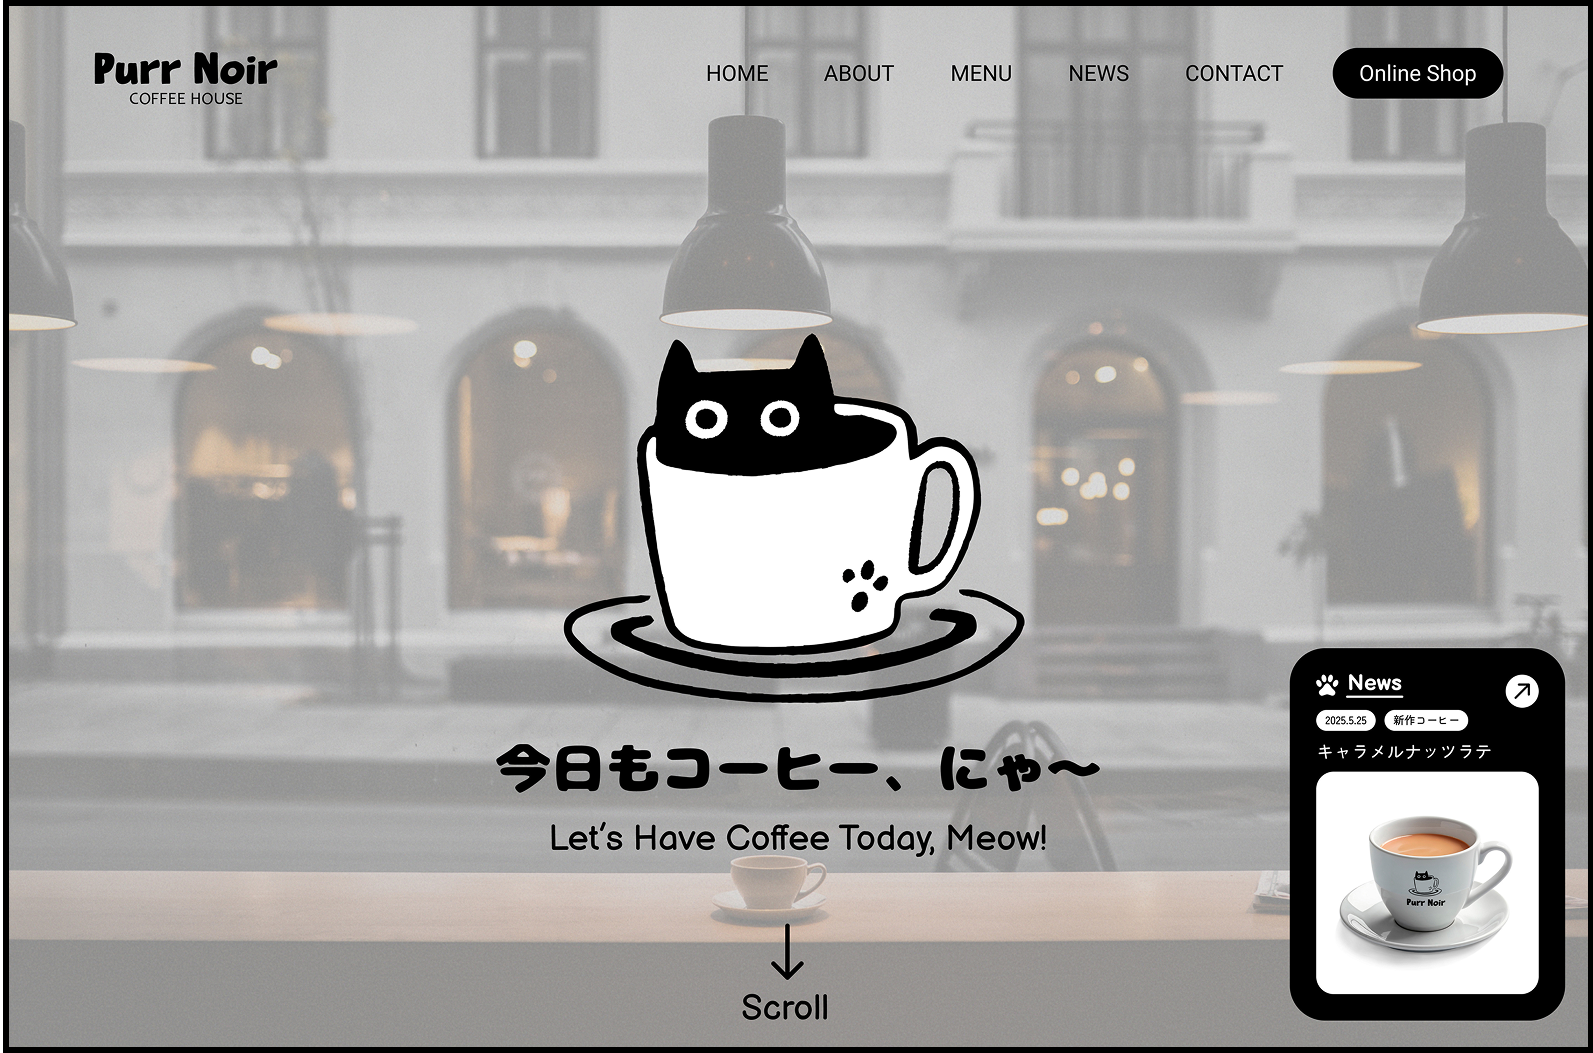 Purr Noir
COFFEE HOUSE
HOME ABOUT MENU NEWS CONTACT Online Shop
今日もコーヒー、にゃ〜
Let's Have Coffee Today, Meow!
Scroll
News
2025.5.25 新作コーヒー
キャラメルナッツラテ
Purr Noir